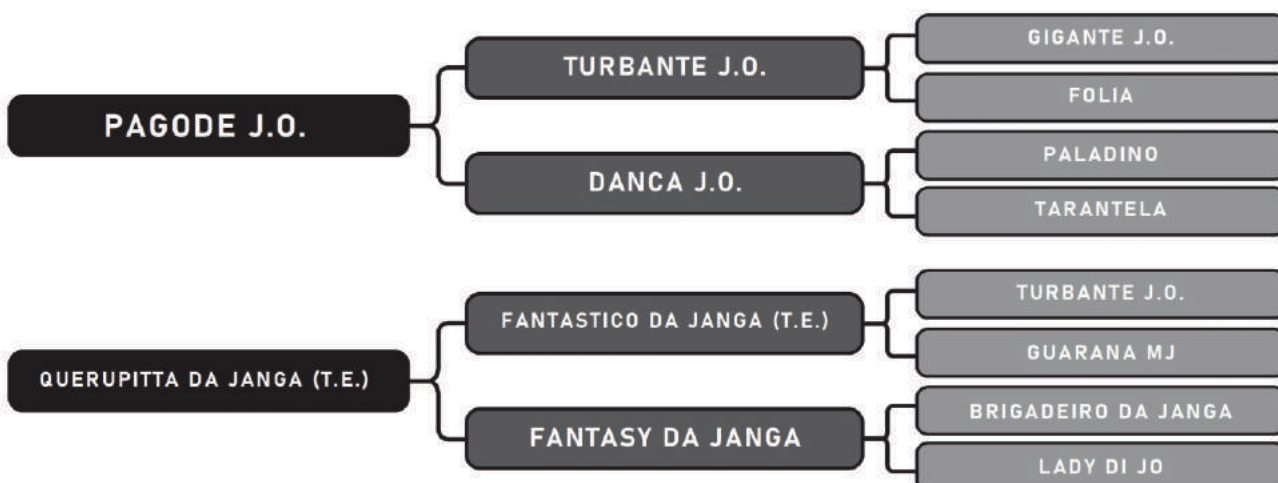 PAGODE J.O.
TURBANTE J.O.
GIGANTE J.O.
FOLIA
DANCA J.O.
PALADINO
TARANTELA
QUERUPITTA DA JANGA (T.E.)
FANTASTICO DA JANGA (T.E.)
TURBANTE J.O.
GUARANA MJ
FANTASY DA JANGA
BRIGADEIRO DA JANGA
LADY DI JO